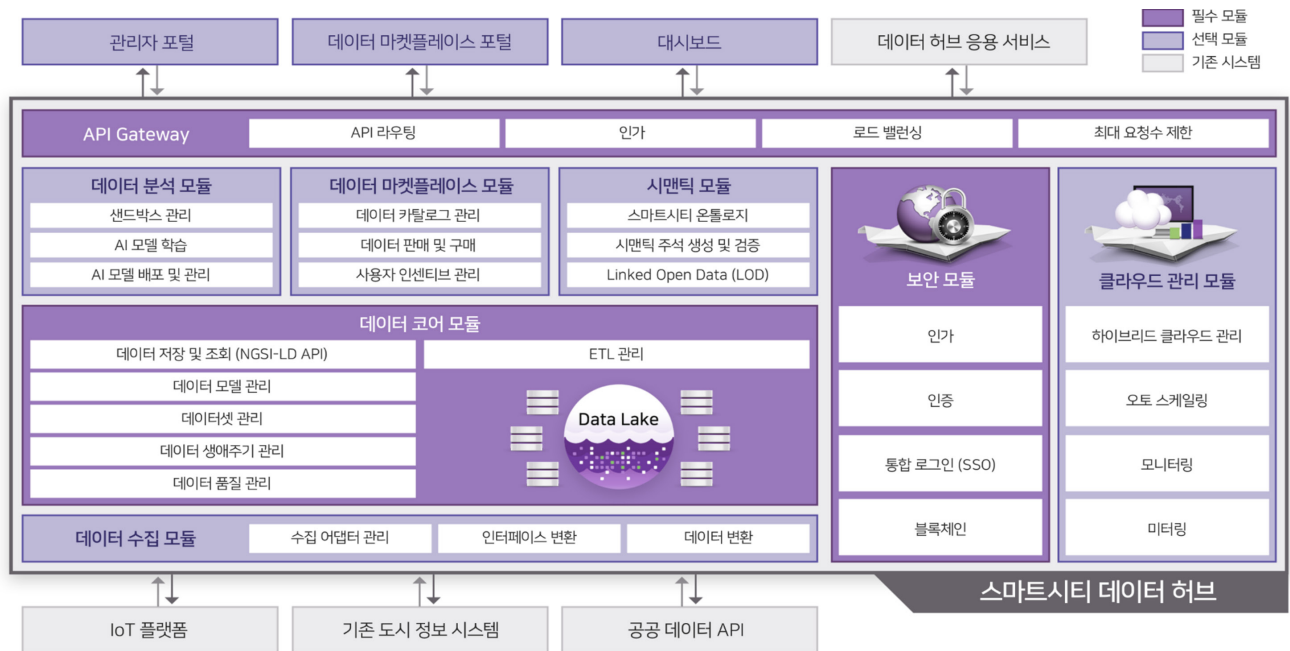 관리자 포털
데이터 마켓플레이스 포털
대시보드
데이터 허브 응용 서비스
필수 모듈
선택 모듈
기존 시스템
API Gateway
API 라우팅
인가
로드 밸런싱
최대 요청수 제한
데이터 분석 모듈
샌드박스 관리
AI 모델 학습
AI 모델 배포 및 관리
데이터 마켓플레이스 모듈
데이터 카탈로그 관리
데이터 판매 및 구매
사용자 인센티브 관리
시맨틱 모듈
스마트시티 온톨로지
시맨틱 주석 생성 및 검증
Linked Open Data (LOD)
보안 모듈
인가
인증
통합 로그인 (SSO)
블록체인
클라우드 관리 모듈
하이브리드 클라우드 관리
오토 스케일링
모니터링
미터링
데이터 코어 모듈
데이터 저장 및 조회 (NGSI-LD API)
데이터 모델 관리
데이터셋 관리
데이터 생애주기 관리
데이터 품질 관리
ETL 관리
Data Lake
데이터 수집 모듈
수집 어댑터 관리
인터페이스 변환
데이터 변환
스마트시티 데이터 허브
IoT 플랫폼
기존 도시 정보 시스템
공공 데이터 API